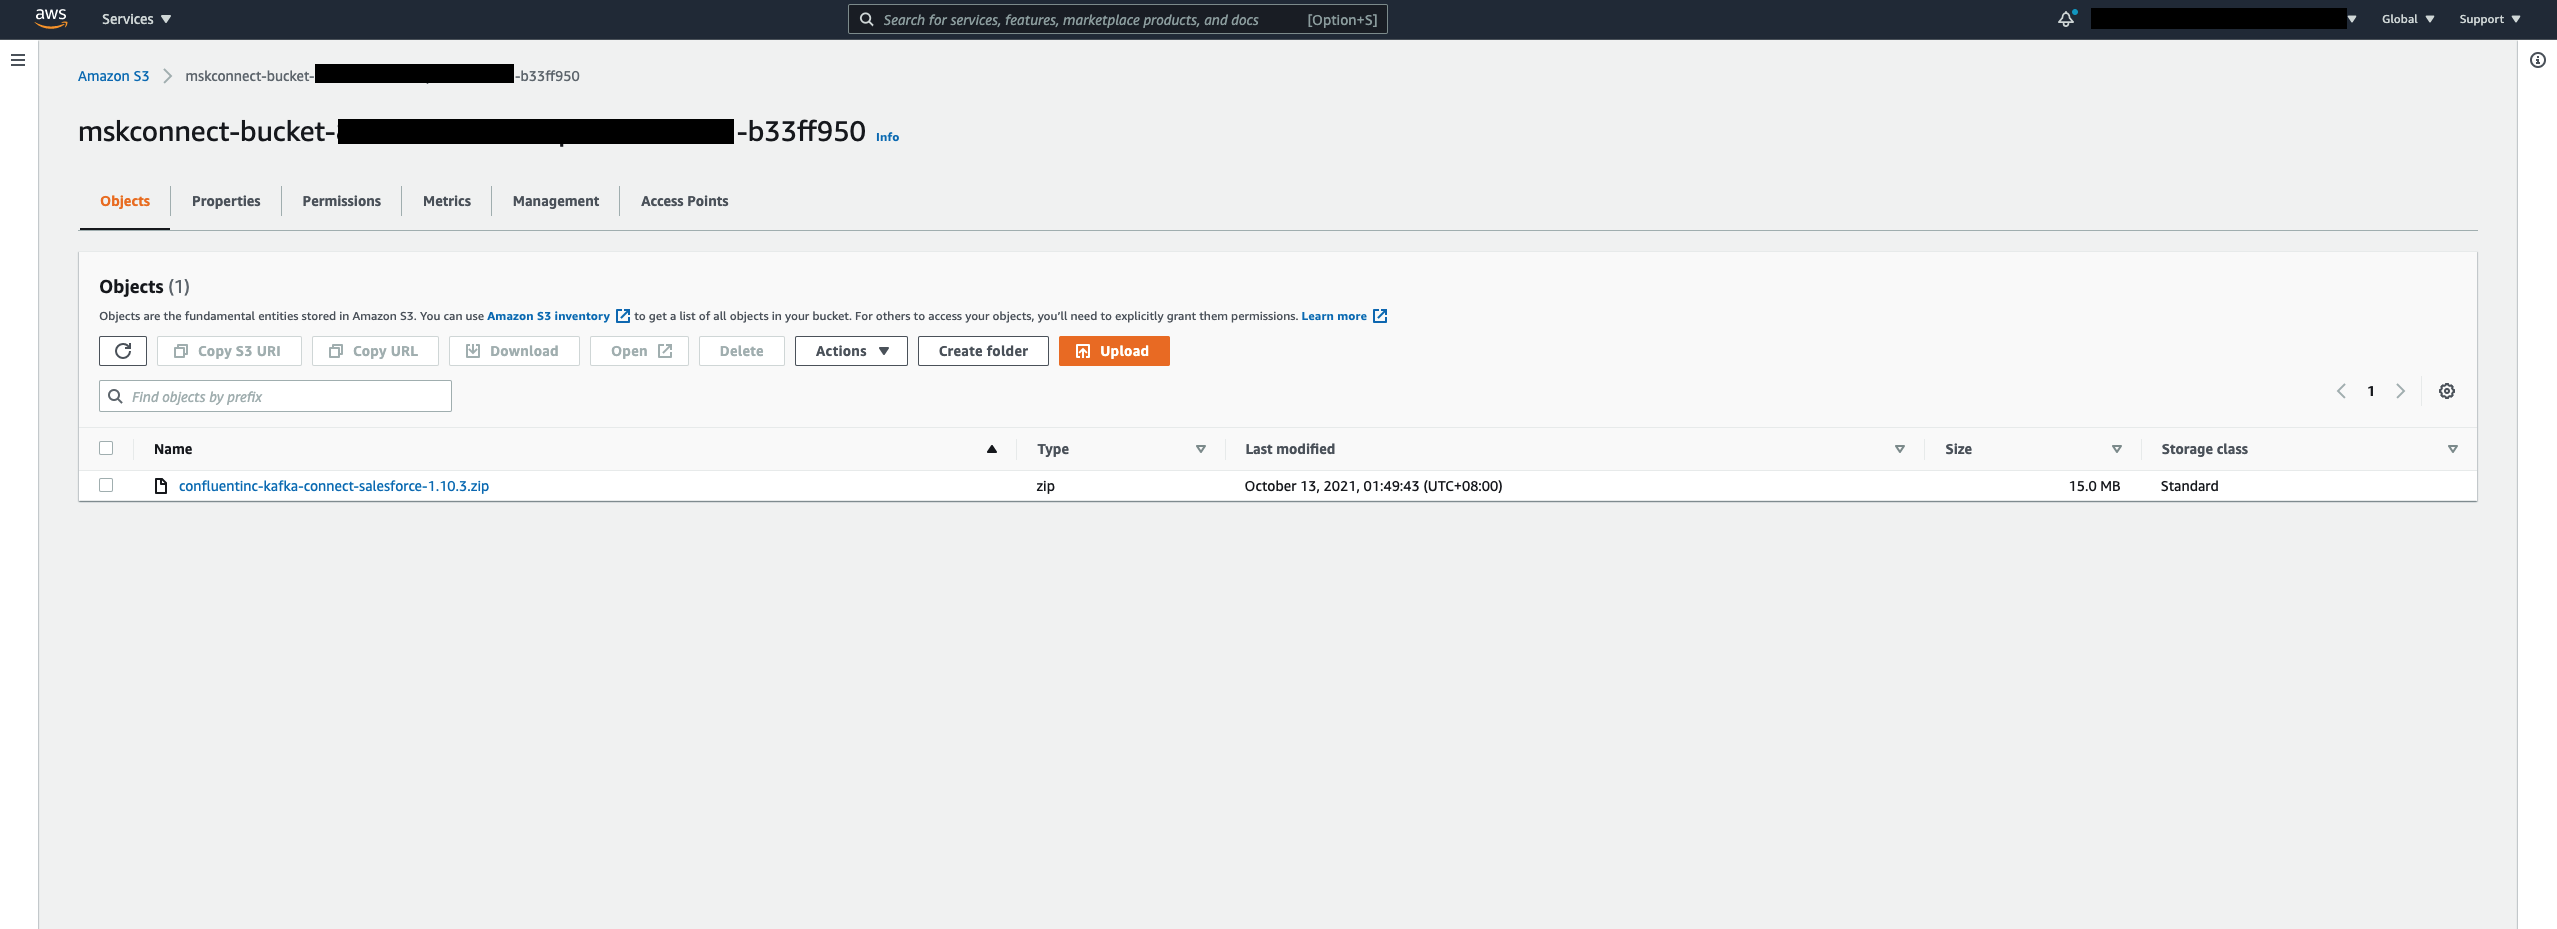 aws Services Search for services, features, marketplace products, and docs [Option+S] Global Support
Amazon S3 mskconnect-bucket- -b33ff950
mskconnect-bucket- -b33ff950 Info
Objects Properties Permissions Metrics Management Access Points
Objects (1)
Objects are the fundamental entities stored in Amazon S3. You can use Amazon S3 inventory to get a list of all objects in your bucket. For others to access your objects, you'll need to explicitly grant them permissions. Learn more
Copy S3 URI Copy URL Download Open Delete Actions Create folder Upload
Find objects by prefix 1
Name Type Last modified Size Storage class
confluentinc-kafka-connect-salesforce-1.10.3.zip zip October 13, 2021, 01:49:43 (UTC+08:00) 15.0 MB Standard